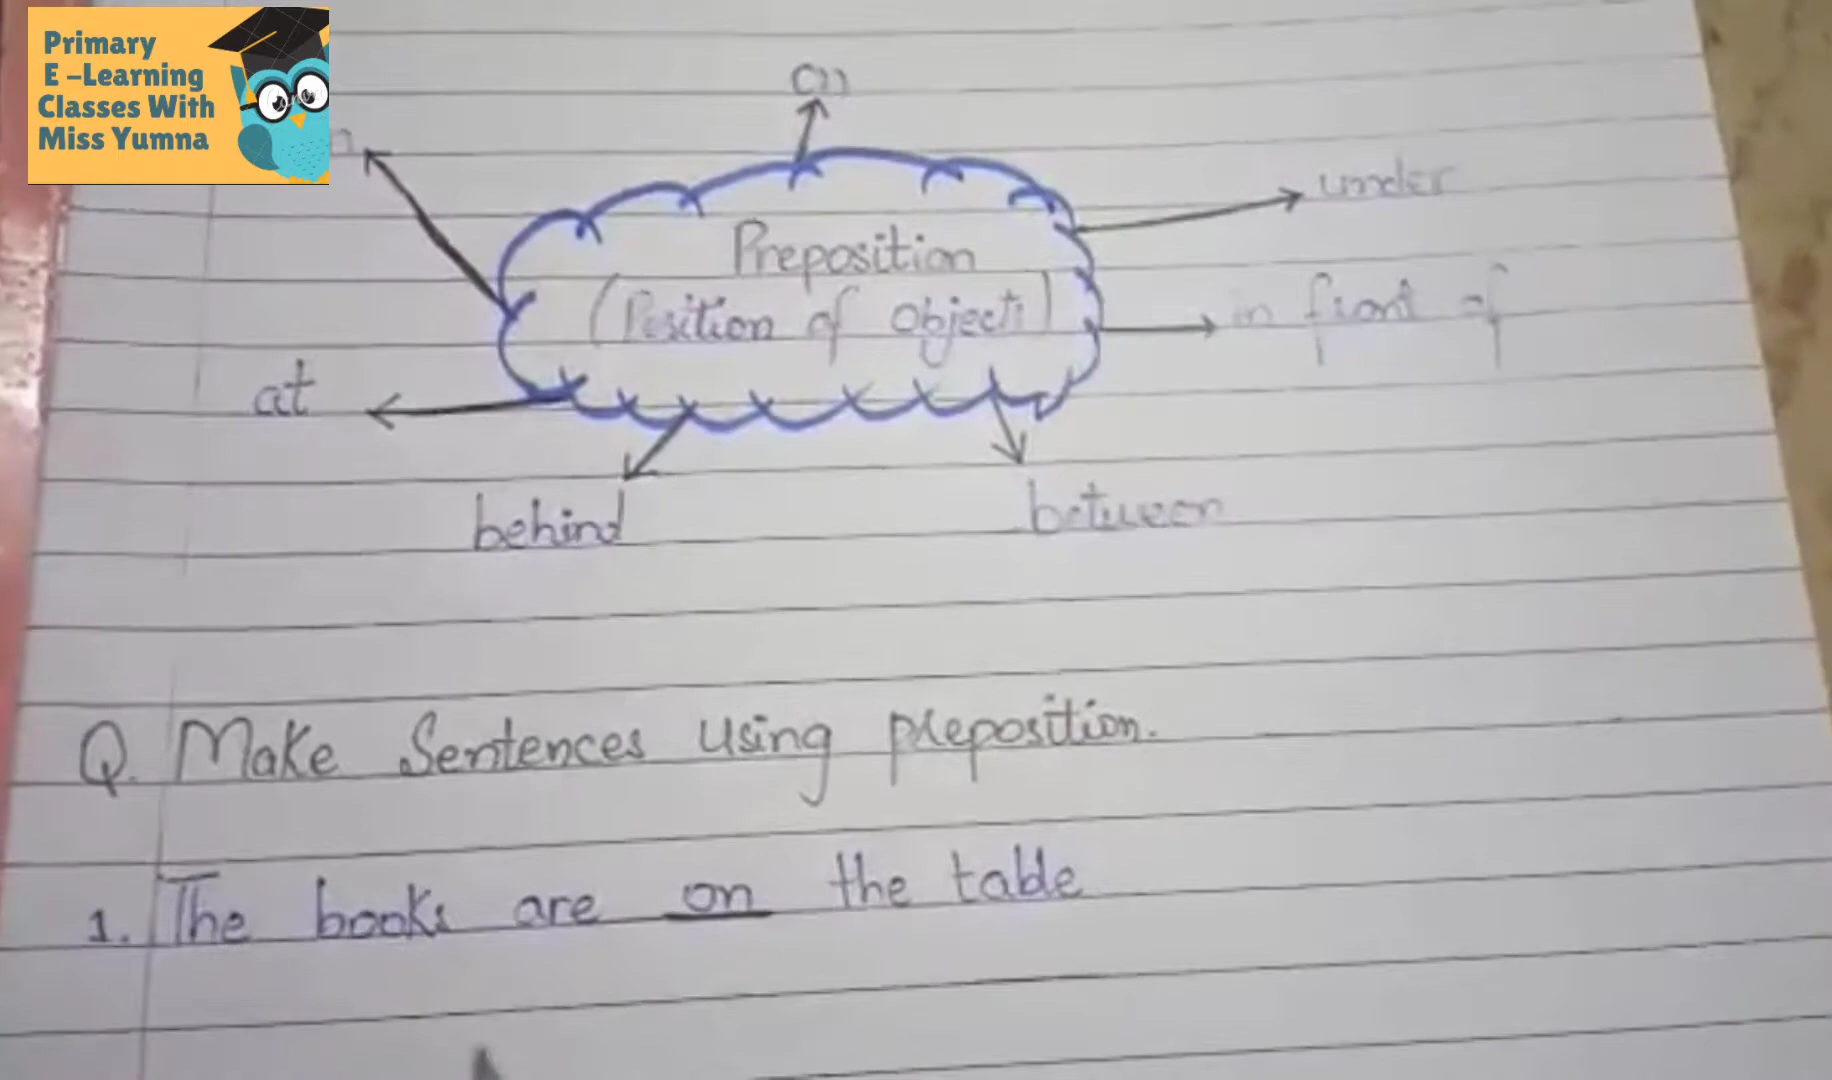 Primary
E -Learning
Classes With
Miss Yumna
on
under
Preposition
(Position of Objects)
in front of
at
behind
between
Q. Make Sentences using preposition.
1. The books are on the table